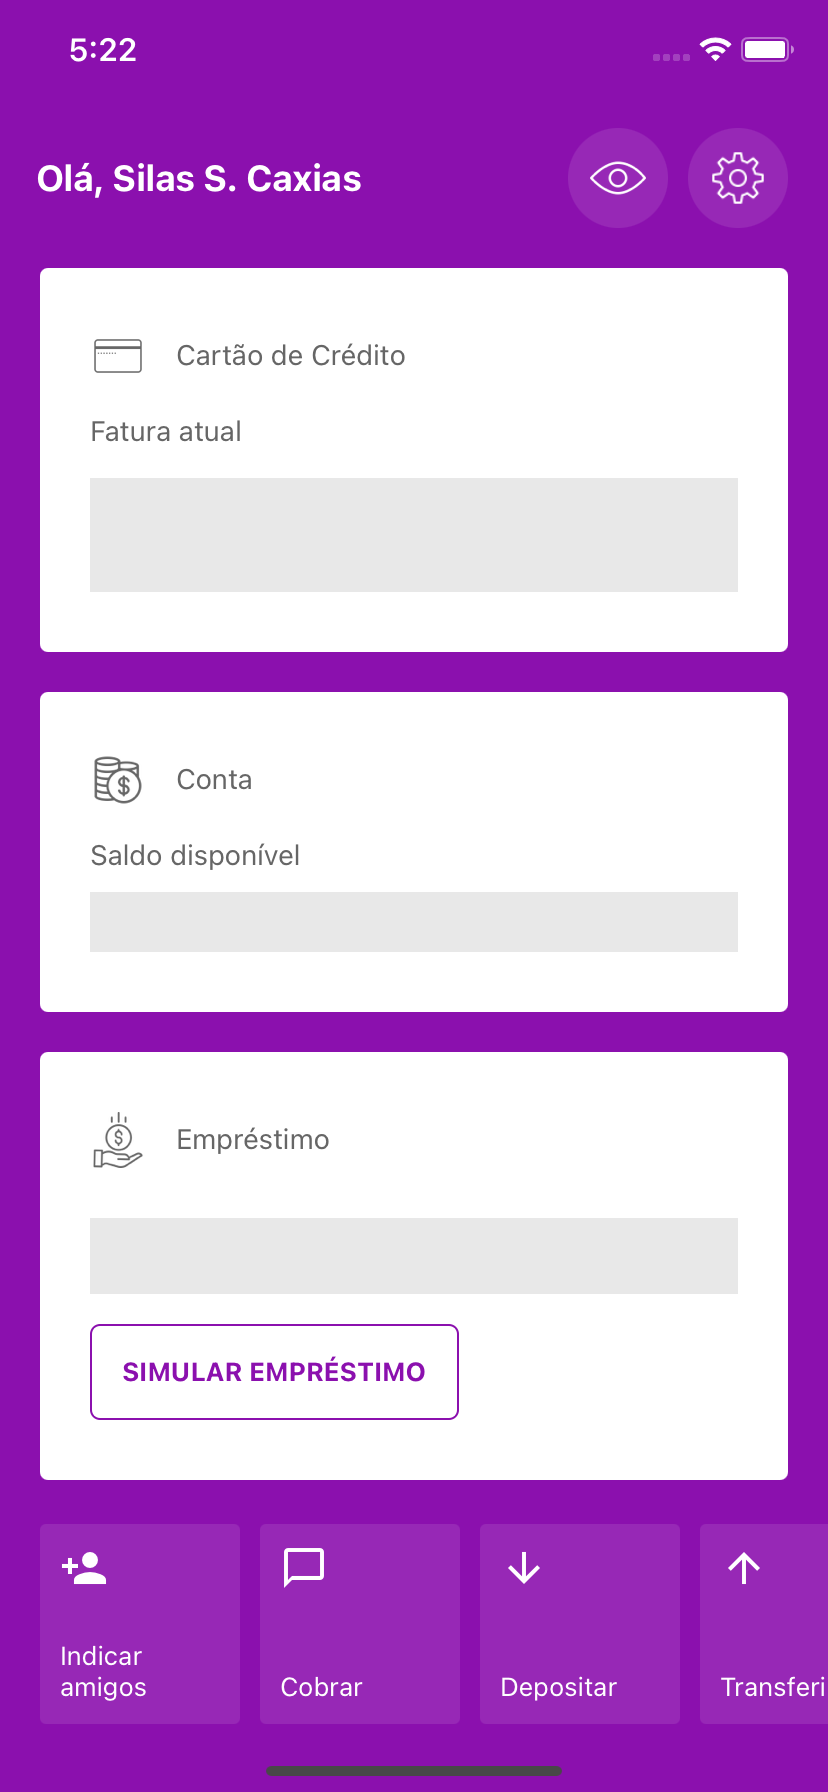 5:22
Olá, Silas S. Caxias
Cartão de Crédito
Fatura atual
Conta
Saldo disponível
Empréstimo
SIMULAR EMPRÉSTIMO
Indicar
amigos
Cobrar
Depositar
Transferi